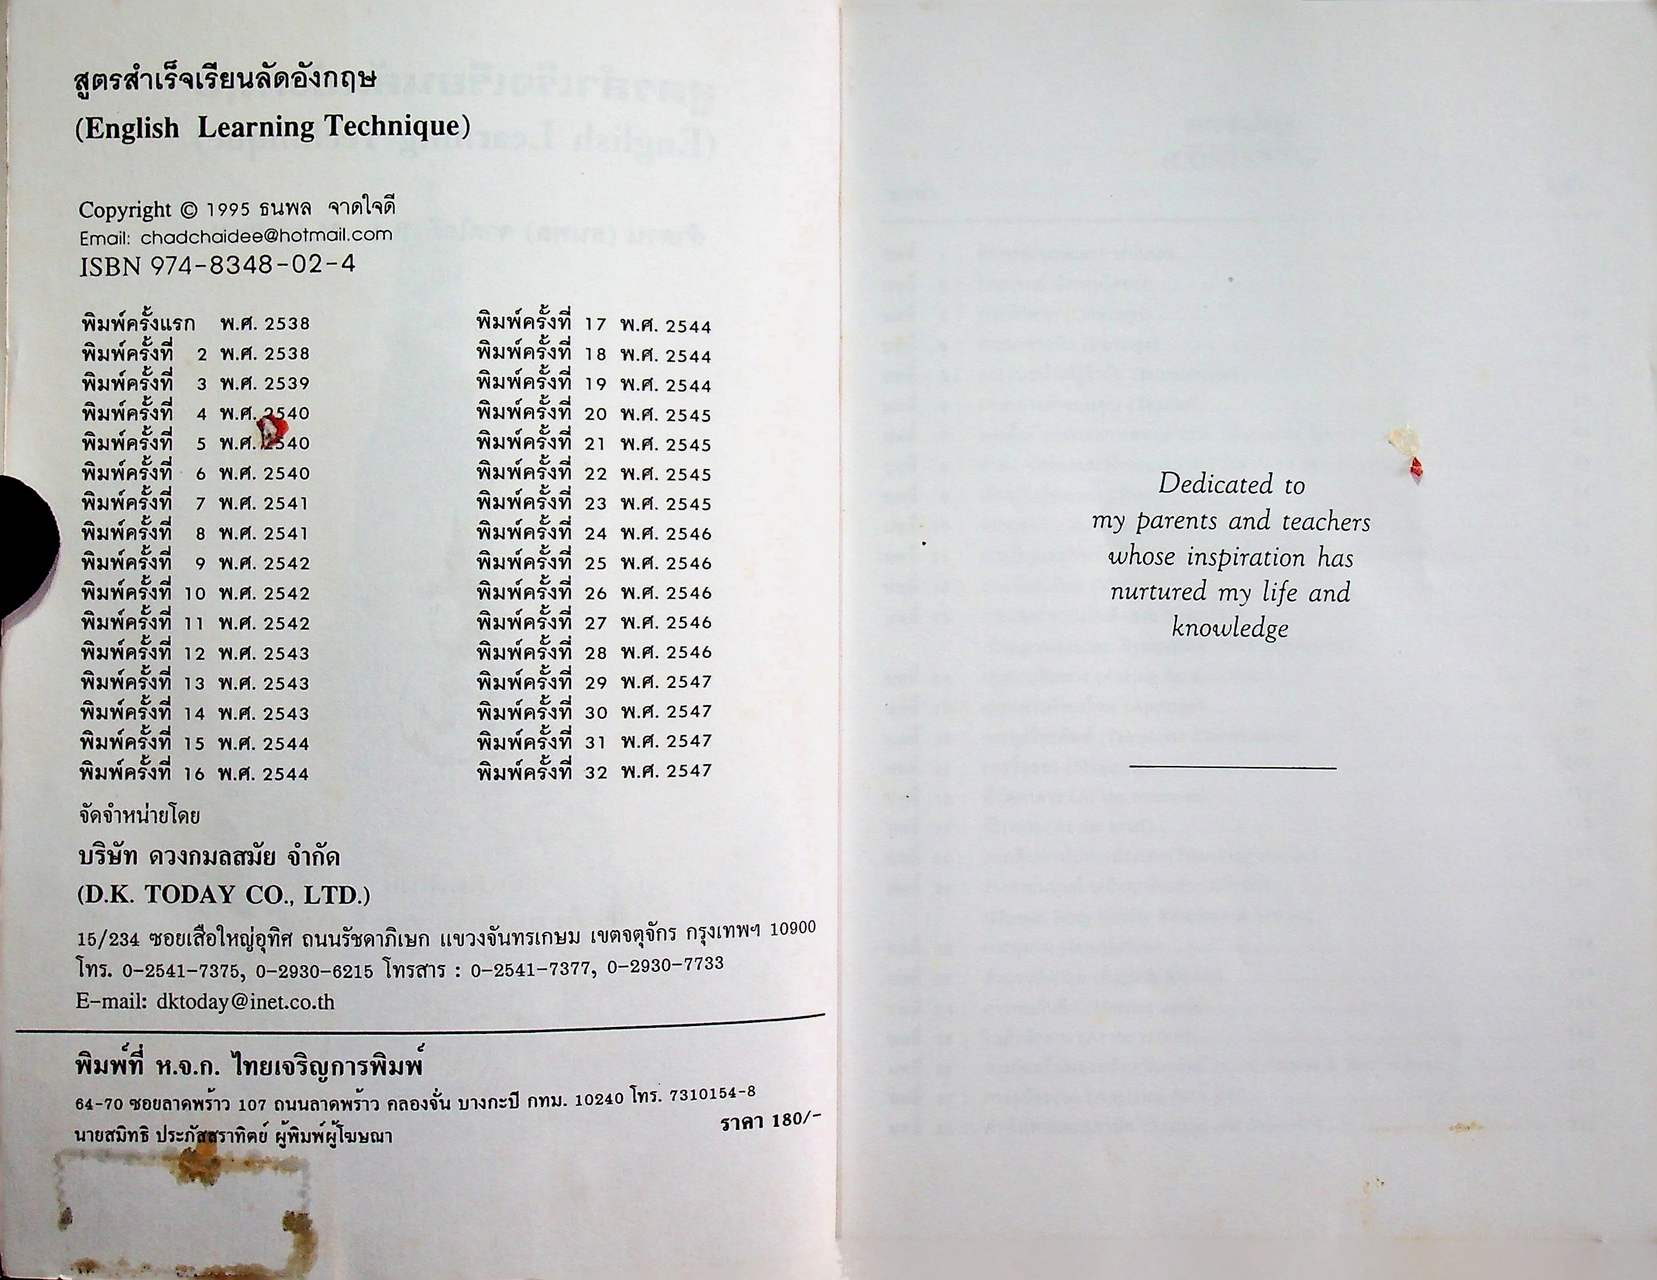 สูตรสำเร็จเรียนลัดอังกฤษ
(English Learning Technique)
Copyright © 1995 ธนพล จาดใจดี
Email: chadchaidee@hotmail.com
ISBN 974-8348-02-4
พิมพ์ครั้งแรก พ.ศ. 2538
พิมพ์ครั้งที่ 2 พ.ศ. 2538
พิมพ์ครั้งที่ 3 พ.ศ. 2539
พิมพ์ครั้งที่ 4 พ.ศ. 2540
พิมพ์ครั้งที่ 5 พ.ศ. 2540
พิมพ์ครั้งที่ 6 พ.ศ. 2540
พิมพ์ครั้งที่ 7 พ.ศ. 2541
พิมพ์ครั้งที่ 8 พ.ศ. 2541
พิมพ์ครั้งที่ 9 พ.ศ. 2542
พิมพ์ครั้งที่ 10 พ.ศ. 2542
พิมพ์ครั้งที่ 11 พ.ศ. 2542
พิมพ์ครั้งที่ 12 พ.ศ. 2543
พิมพ์ครั้งที่ 13 พ.ศ. 2543
พิมพ์ครั้งที่ 14 พ.ศ. 2543
พิมพ์ครั้งที่ 15 พ.ศ. 2544
พิมพ์ครั้งที่ 16 พ.ศ. 2544
พิมพ์ครั้งที่ 17 พ.ศ. 2544
พิมพ์ครั้งที่ 18 พ.ศ. 2544
พิมพ์ครั้งที่ 19 พ.ศ. 2544
พิมพ์ครั้งที่ 20 พ.ศ. 2545
พิมพ์ครั้งที่ 21 พ.ศ. 2545
พิมพ์ครั้งที่ 22 พ.ศ. 2545
พิมพ์ครั้งที่ 23 พ.ศ. 2545
พิมพ์ครั้งที่ 24 พ.ศ. 2546
พิมพ์ครั้งที่ 25 พ.ศ. 2546
พิมพ์ครั้งที่ 26 พ.ศ. 2546
พิมพ์ครั้งที่ 27 พ.ศ. 2546
พิมพ์ครั้งที่ 28 พ.ศ. 2546
พิมพ์ครั้งที่ 29 พ.ศ. 2547
พิมพ์ครั้งที่ 30 พ.ศ. 2547
พิมพ์ครั้งที่ 31 พ.ศ. 2547
พิมพ์ครั้งที่ 32 พ.ศ. 2547
จัดจำหน่ายโดย
บริษัท ดวงกมลสมัย จำกัด
(D.K. TODAY CO., LTD.)
15/234 ซอยเสือใหญ่อุทิศ ถนนรัชดาภิเษก แขวงจันทรเกษม เขตจตุจักร กรุงเทพฯ 10900
โทร. 0-2541-7375, 0-2930-6215 โทรสาร : 0-2541-7377, 0-2930-7733
E-mail: dktoday@inet.co.th
พิมพ์ที่ ห.จ.ก. ไทยเจริญการพิมพ์
64-70 ซอยลาดพร้าว 107 ถนนลาดพร้าว คลองจั่น บางกะปิ กทม. 10240 โทร. 7310154-8
นายสมิทธิ ประภัสสราทิตย์ ผู้พิมพ์ผู้โฆษณา
ราคา 180/-
Dedicated to
my parents and teachers
whose inspiration has
nurtured my life and
knowledge